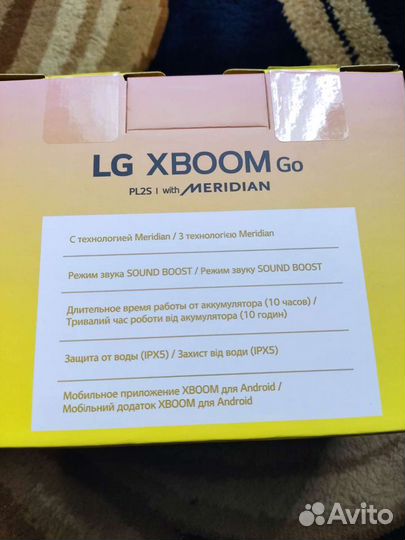 LG XBOOM Go
PL2S | with MERIDIAN
С технологией Meridian / З технологією Meridian
Режим звука SOUND BOOST / Режим звуку SOUND BOOST
Длительное время работы от аккумулятора (10 часов) /
Тривалий час роботи від акумулятора (10 годин)
Защита от воды (IPX5) / Захист від води (IPX5)
Мобильное приложение XBOOM для Android /
Мобільний додаток XBOOM для Android
Avito